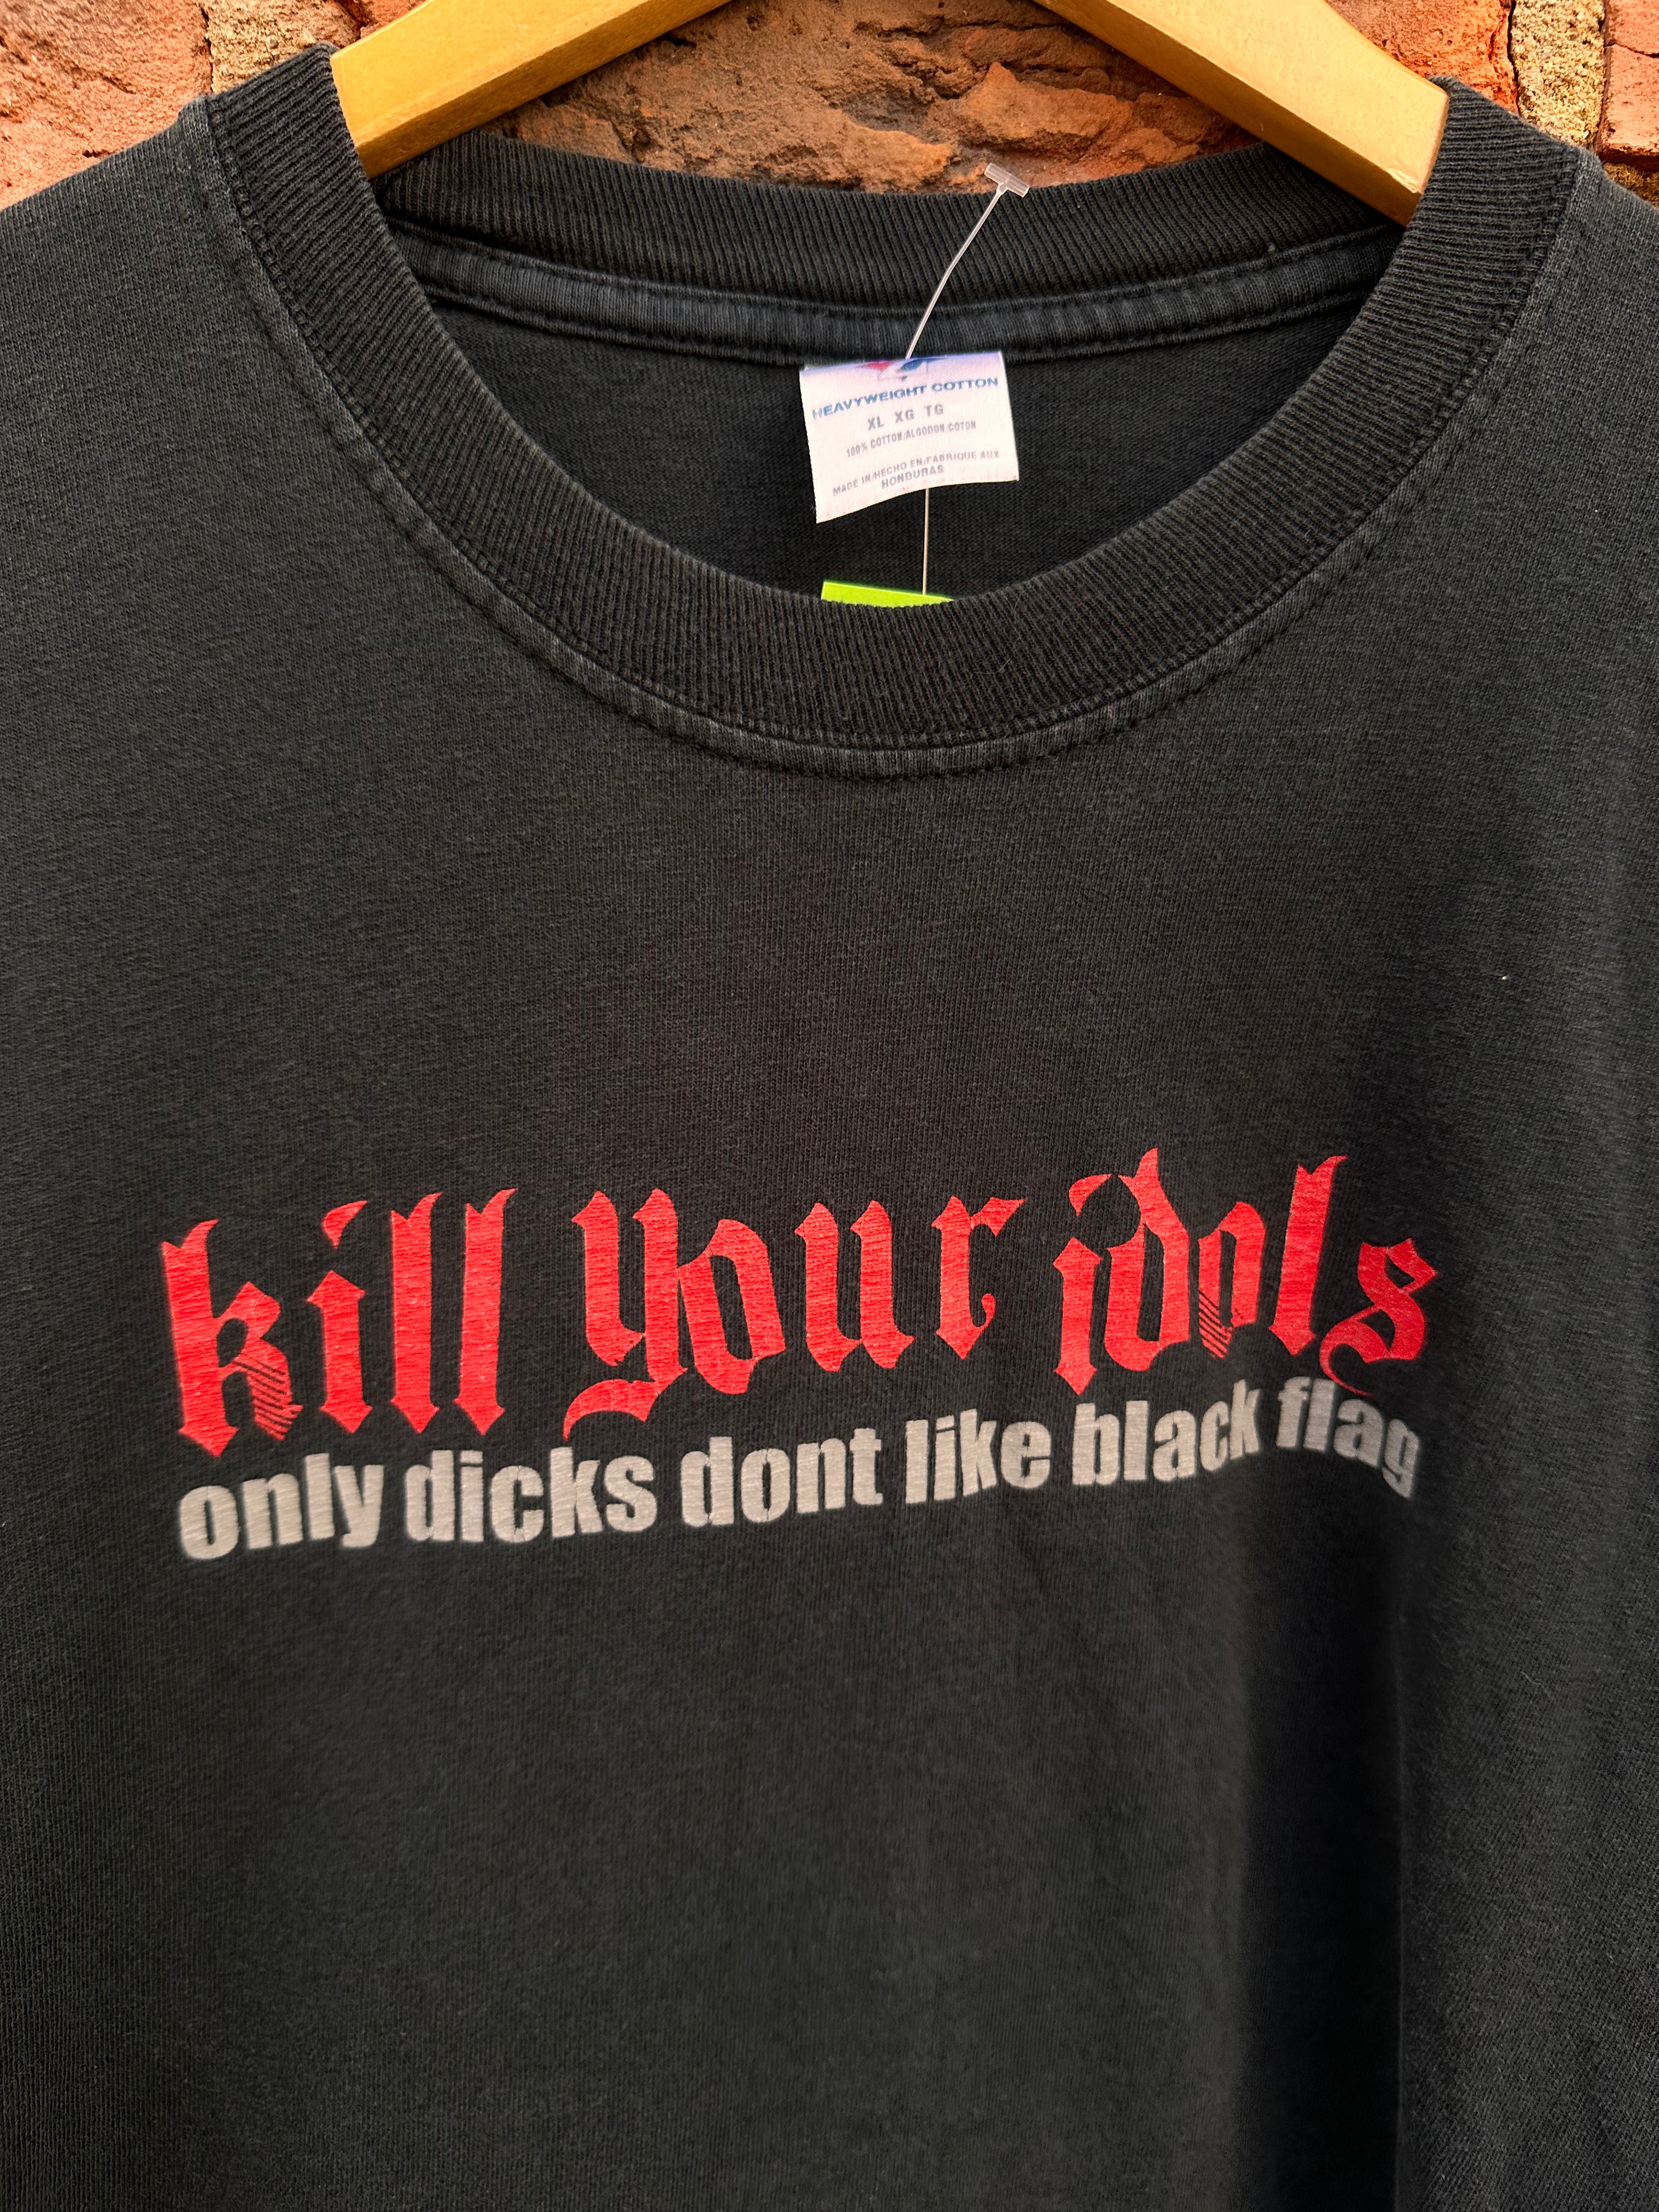 HEAVYWEIGHT COTTON
XL XG TG
100% COTTON/ALGODON/COTON
MADE IN/HECHO EN/FABRIQUE AUX
HONDURAS
kill your idols
only dicks dont like black flag